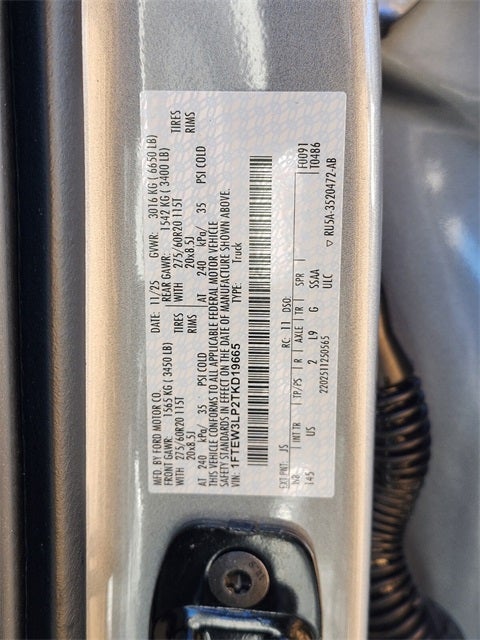 MFD. BY FORD MOTOR CO. DATE: 11/25 GVWR: 3016 KG ( 6650 LB)
FRONT GAWR: 1565 KG ( 3450 LB) REAR GAWR: 1542 KG ( 3400 LB)
WITH 275/60R20 115T TIRES WITH 275/60R20 115T TIRES
20x8.5J RIMS 20x8.5J RIMS
AT 240 kPa/ 35 PSI COLD AT 240 kPa/ 35 PSI COLD
THIS VEHICLE CONFORMS TO ALL APPLICABLE FEDERAL MOTOR VEHICLE
SAFETY STANDARDS IN EFFECT ON THE DATE OF MANUFACTURE SHOWN ABOVE.
VIN: 1FTEW3LP2TKD19665 TYPE: Truck
EXT PNT: JS RC: 11 DSO: F0091
T0486
INT TR TP/PS R AXLE TR SPR
145 US 2 L9 G SSAA
ULC
2202511250565 ▽ RU5A-3520472-AB